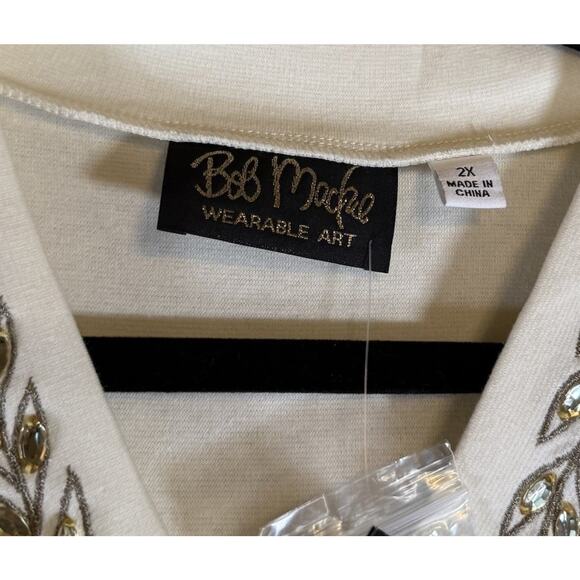 Bob Mackie
WEARABLE ART
2X
MADE IN
CHINA